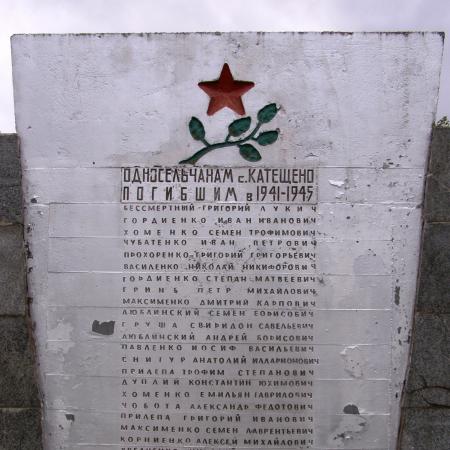 ОДНОСЕЛЬЧАНАМ с. КАТЕЩЕНО
ПОГИБШИМ в 1941-1945
БЕССМЕРТНЫЙ ГРИГОРИЙ ЛУКИЧ
ГОРДИЕНКО ИВАН ИВАНОВИЧ
ХОМЕНКО СЕМЕН ТРОФИМОВИЧ
ЧУБАТЕНКО ИВАН ПЕТРОВИЧ
ПРОХОРЕНКО ГРИГОРИЙ ГРИГОРЬЕВИЧ
ВАСИЛЕНКО НИКОЛАЙ НИКИФОРОВИЧ
ГОРДИЕНКО СТЕПАН МАТВЕЕВИЧ
ГРИНЬ ПЕТР МИХАЙЛОВИЧ
МАКСИМЕНКО ДМИТРИЙ КАРПОВИЧ
ЛЮБЛИНСКИЙ СЕМЕН БОРИСОВИЧ
ГРУША СВИРИДОН САВЕЛЬЕВИЧ
ЛЮБЛИНСКИЙ АНДРЕЙ БОРИСОВИЧ
ПАВЛЕНКО ИОСИФ ВАСИЛЬЕВИЧ
СНИГУР АНАТОЛИЙ ИЛЛАРИОНОВИЧ
ПРИЛЕПА ТРОФИМ СТЕПАНОВИЧ
ДУПЛИЙ КОНСТАНТИН ЮХИМОВИЧ
ХОМЕНКО ЕМИЛЬЯН ГАВРИЛОВИЧ
ЧОБОТА АЛЕКСАНДР ФЕДОТОВИЧ
ПРИЛЕПА ГРИГОРИЙ ИВАНОВИЧ
МАКСИМЕНКО СЕМЕН ЛАВРЕНТЬЕВИЧ
КОРНИЕНКО АЛЕКСЕЙ МИХАЙЛОВИЧ